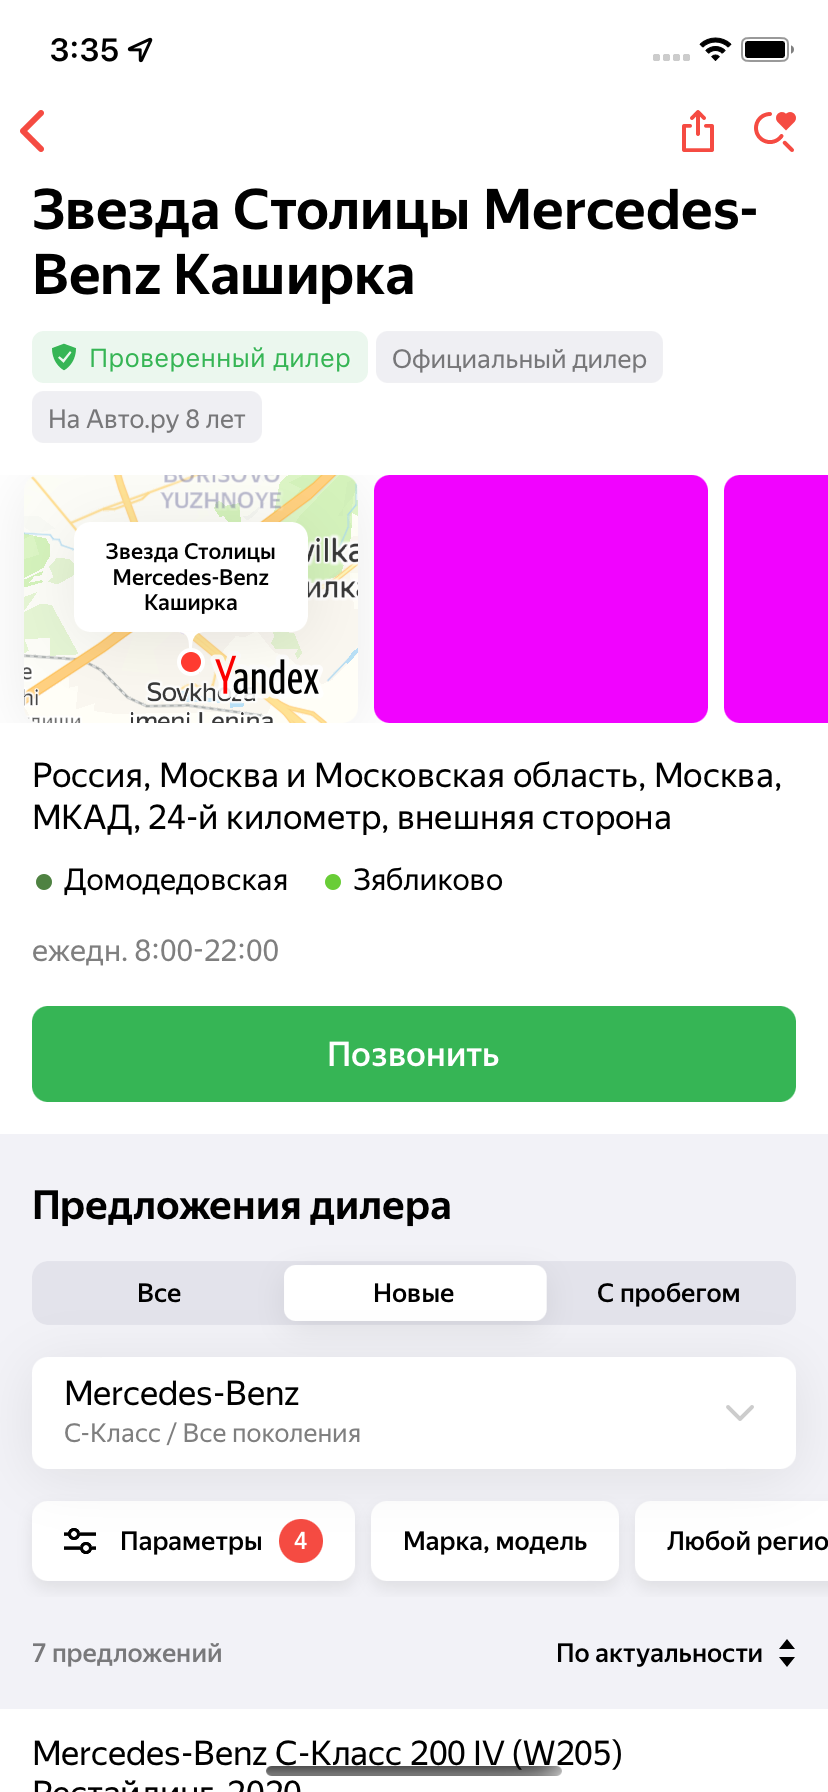 3:35
Звезда Столицы Mercedes-
Benz Каширка
Проверенный дилер
Официальный дилер
На Авто.ру 8 лет
BORISOVO
YUZHNOYE
Звезда Столицы
Mercedes-Benz
Каширка
Yandex
imeni Lenina
Россия, Москва и Московская область, Москва,
МКАД, 24-й километр, внешняя сторона
Домодедовская
Зябликово
ежедн. 8:00-22:00
Позвонить
Предложения дилера
Все
Новые
С пробегом
Mercedes-Benz
C-Класс / Все поколения
Параметры 4
Марка, модель
Любой регио
7 предложений
По актуальности
Mercedes-Benz C-Класс 200 IV (W205)
Рестайлинг, 2020